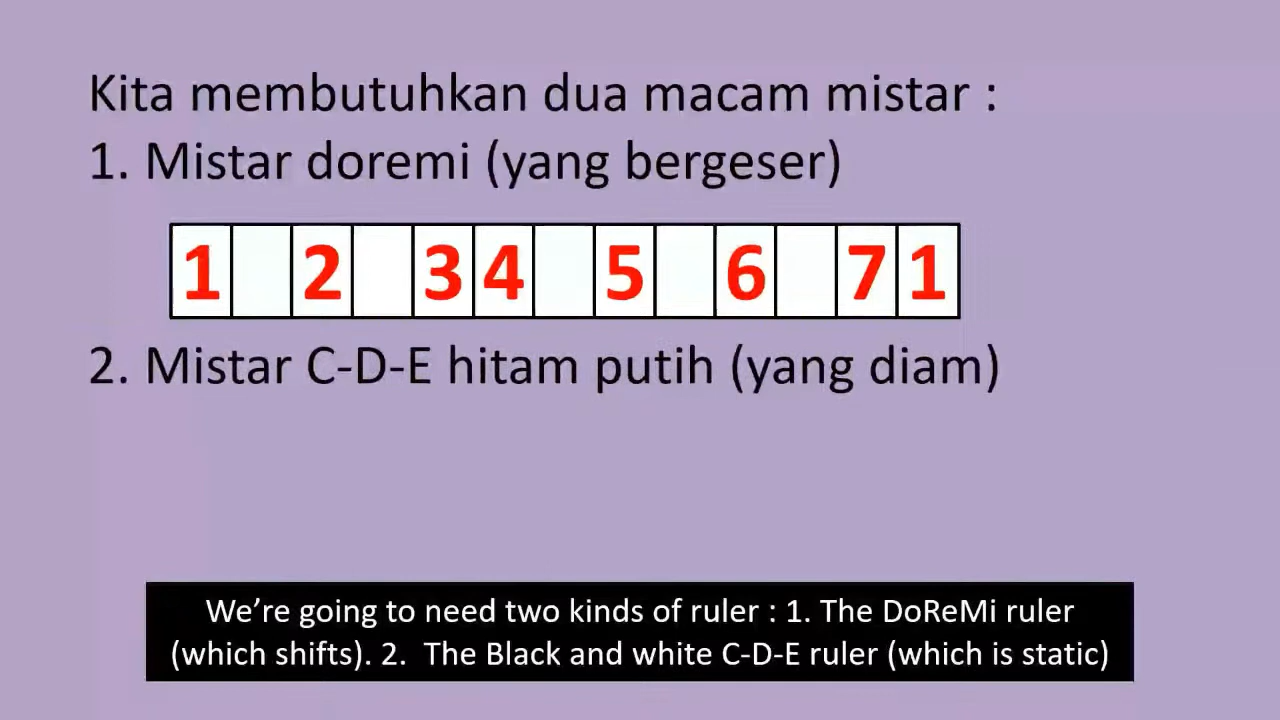 Kita membutuhkan dua macam mistar :
1. Mistar doremi (yang bergeser)
1 2 3 4 5 6 7 1
2. Mistar C-D-E hitam putih (yang diam)
We’re going to need two kinds of ruler : 1. The DoReMi ruler
(which shifts). 2. The Black and white C-D-E ruler (which is static)